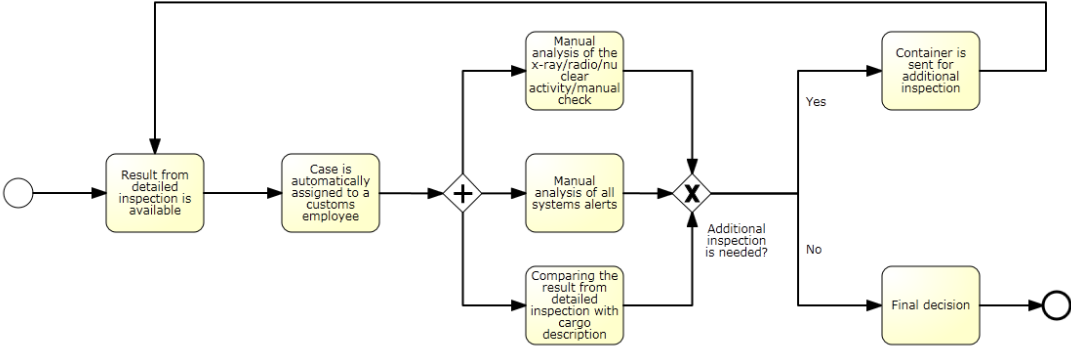 Result from
detailed
inspection is
available
Case is
automatically
assigned to a
customs
employee
Manual
analysis of the
x-ray/radio/nu
clear
activity/manual
check
Manual
analysis of all
systems alerts
Comparing the
result from
detailed
inspection with
cargo
description
Additional
inspection
is needed?
Yes
No
Container is
sent for
additional
inspection
Final decision